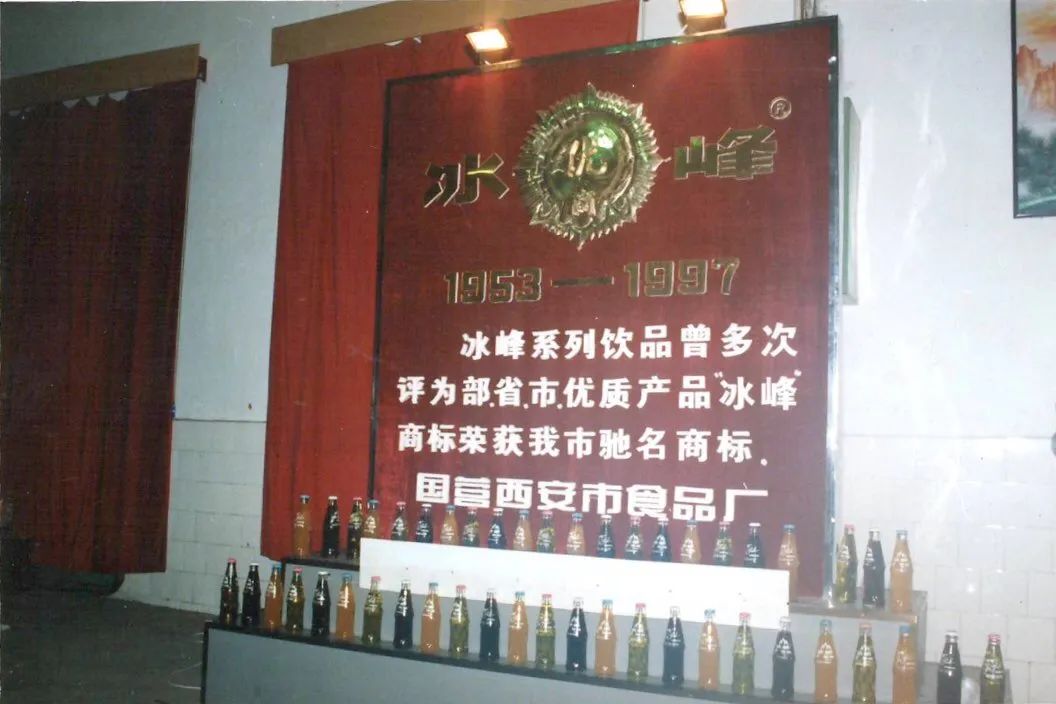 冰 优 峰 ®
1953—1997
冰峰系列饮品曾多次
评为部.省.市.优质产品"冰峰"
商标荣获我市驰名商标.
国营西安市食品厂